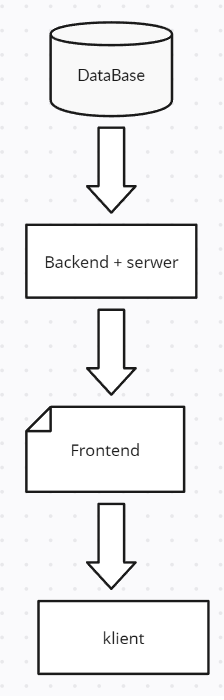 DataBase
Backend + serwer
Frontend
klient